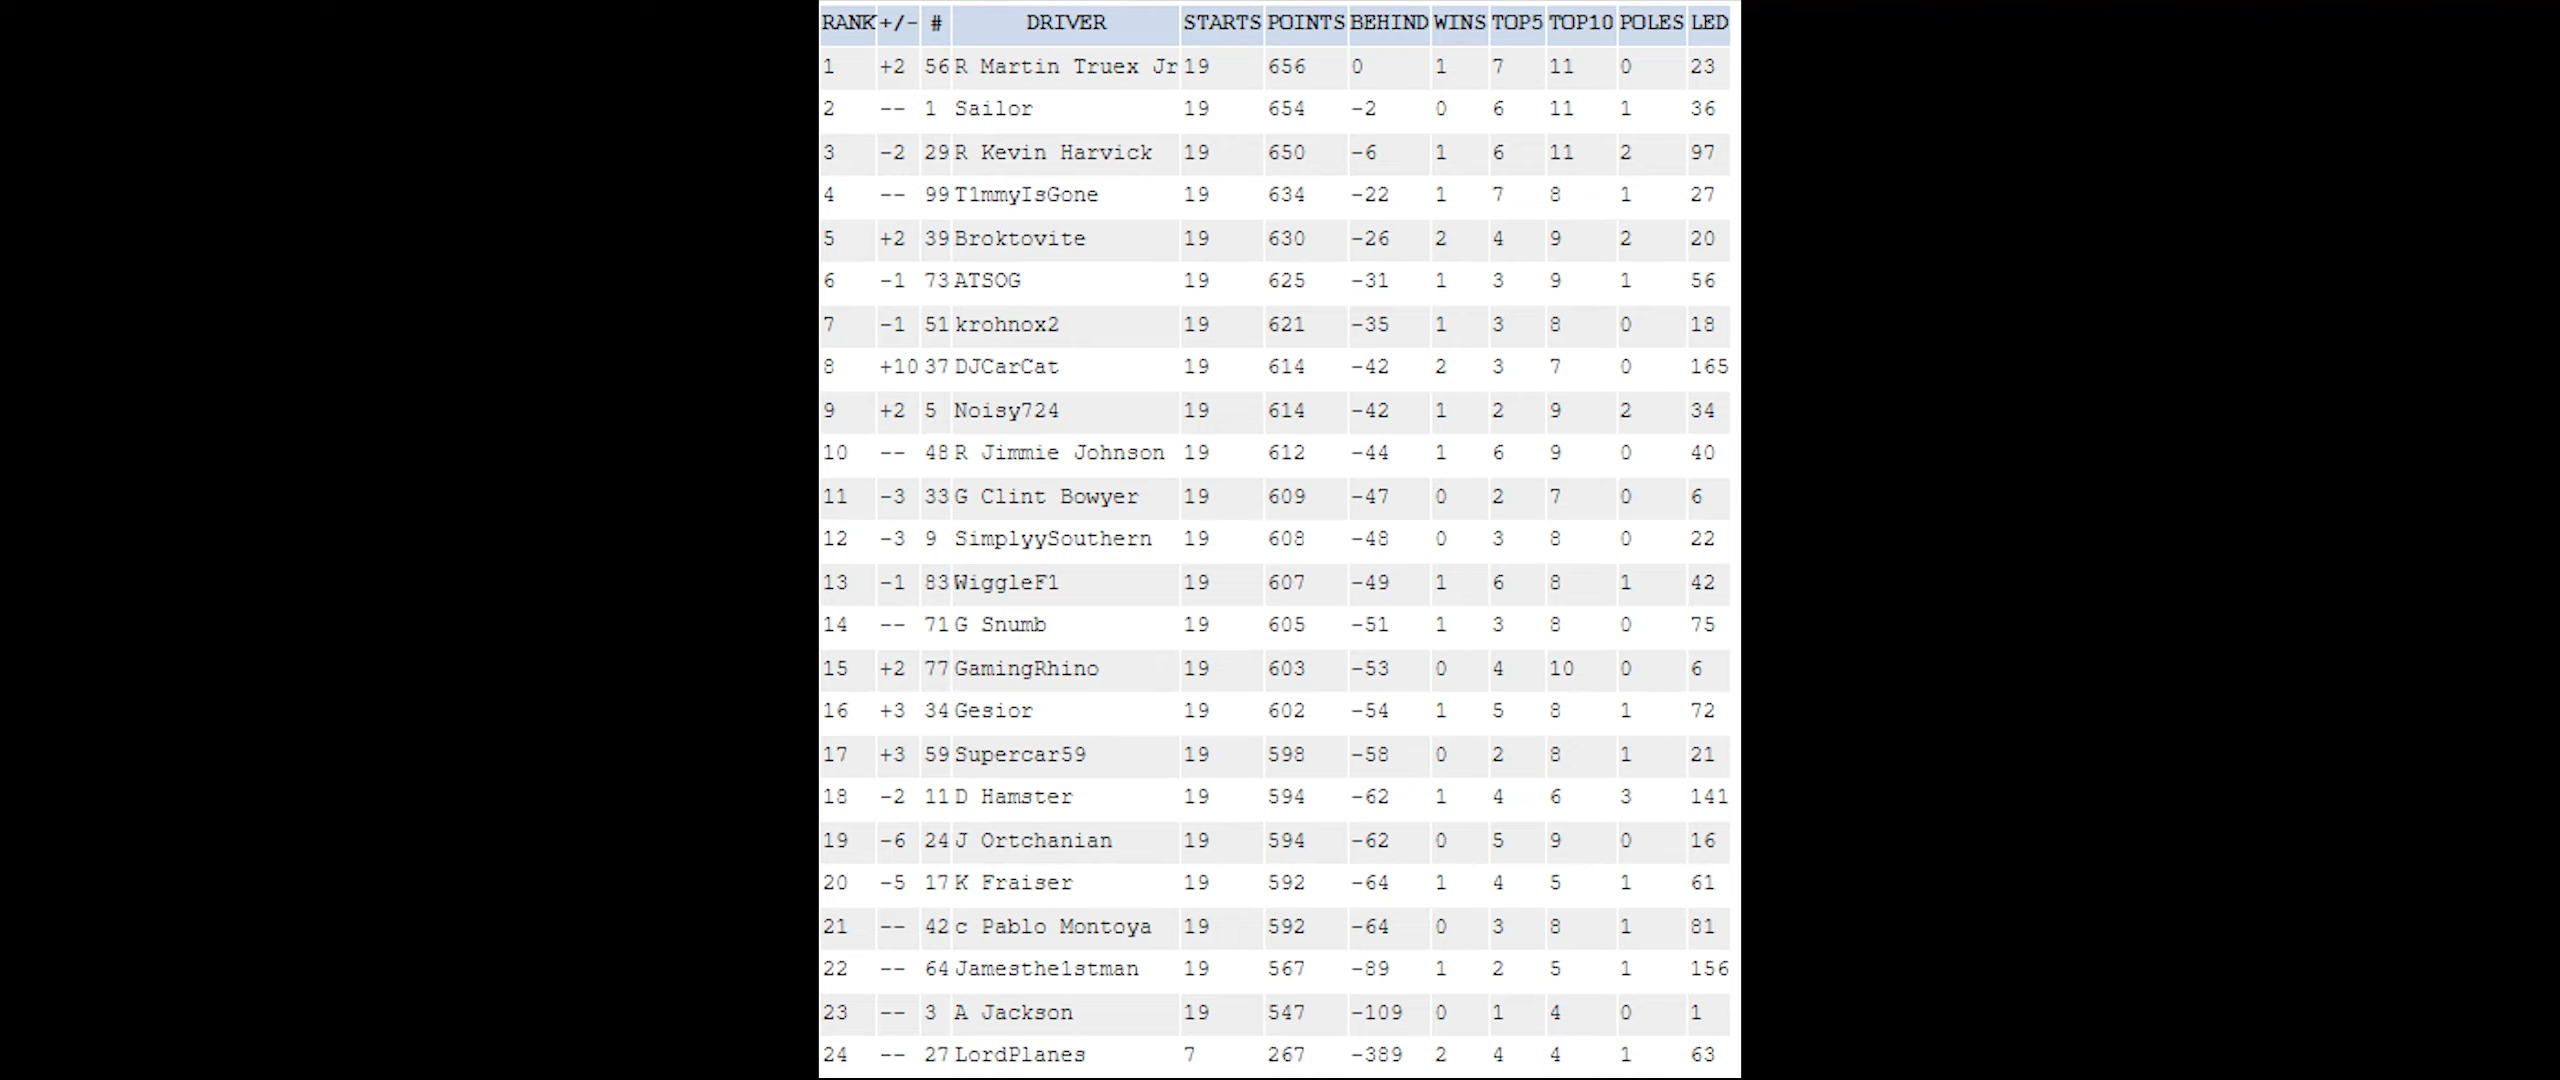 RANK +/- # DRIVER STARTS POINTS BEHIND WINS TOP5 TOP10 POLES LED
1 +2 56 R Martin Truex Jr 19 656 0 1 7 11 0 23
2 -- 1 Sailor 19 654 -2 0 6 11 1 36
3 -2 29 R Kevin Harvick 19 650 -6 1 6 11 2 97
4 -- 99 T1mmyIsGone 19 634 -22 1 7 8 1 27
5 +2 39 Broktovite 19 630 -26 2 4 9 2 20
6 -1 73 ATSOG 19 625 -31 1 3 9 1 56
7 -1 51 krohnox2 19 621 -35 1 3 8 0 18
8 +10 37 DJCarCat 19 614 -42 2 3 7 0 165
9 +2 5 Noisy724 19 614 -42 1 2 9 2 34
10 -- 48 R Jimmie Johnson 19 612 -44 1 6 9 0 40
11 -3 33 G Clint Bowyer 19 609 -47 0 2 7 0 6
12 -3 9 SimplyySouthern 19 608 -48 0 3 8 0 22
13 -1 83 WiggleF1 19 607 -49 1 6 8 1 42
14 -- 71 G Snumb 19 605 -51 1 3 8 0 75
15 +2 77 GamingRhino 19 603 -53 0 4 10 0 6
16 +3 34 Gesior 19 602 -54 1 5 8 1 72
17 +3 59 Supercar59 19 598 -58 0 2 8 1 21
18 -2 11 D Hamster 19 594 -62 1 4 6 3 141
19 -6 24 J Ortchanian 19 594 -62 0 5 9 0 16
20 -5 17 K Fraiser 19 592 -64 1 4 5 1 61
21 -- 42 c Pablo Montoya 19 592 -64 0 3 8 1 81
22 -- 64 Jamesthe1stman 19 567 -89 1 2 5 1 156
23 -- 3 A Jackson 19 547 -109 0 1 4 0 1
24 -- 27 LordPlanes 7 267 -389 2 4 4 1 63